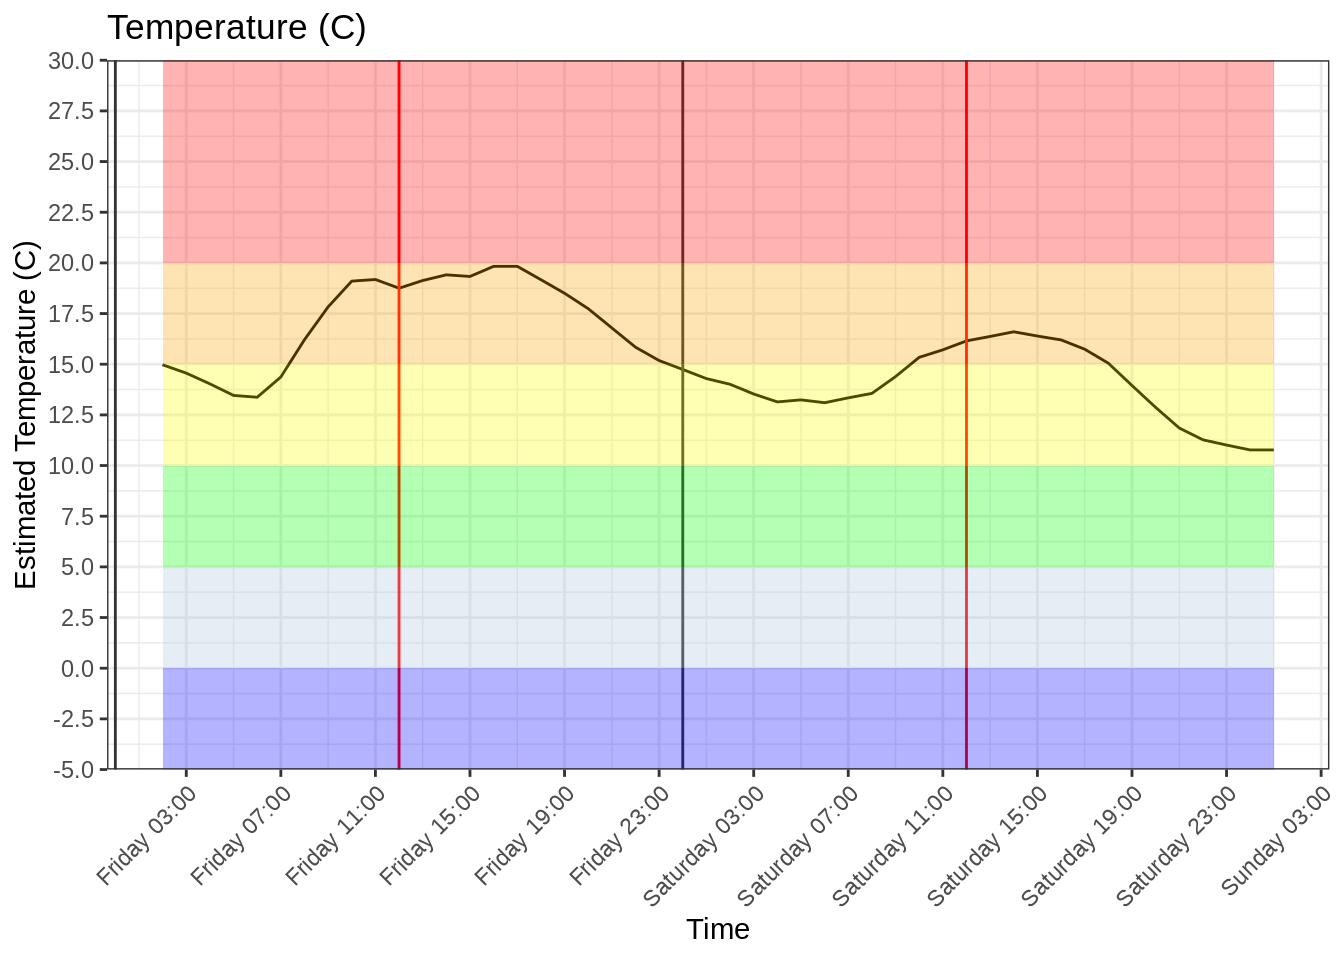 Temperature (C)
Estimated Temperature (C)
30.0
27.5
25.0
22.5
20.0
17.5
15.0
12.5
10.0
7.5
5.0
2.5
0.0
-2.5
-5.0
Friday 03:00
Friday 07:00
Friday 11:00
Friday 15:00
Friday 19:00
Friday 23:00
Saturday 03:00
Saturday 07:00
Saturday 11:00
Saturday 15:00
Saturday 19:00
Saturday 23:00
Sunday 03:00
Time